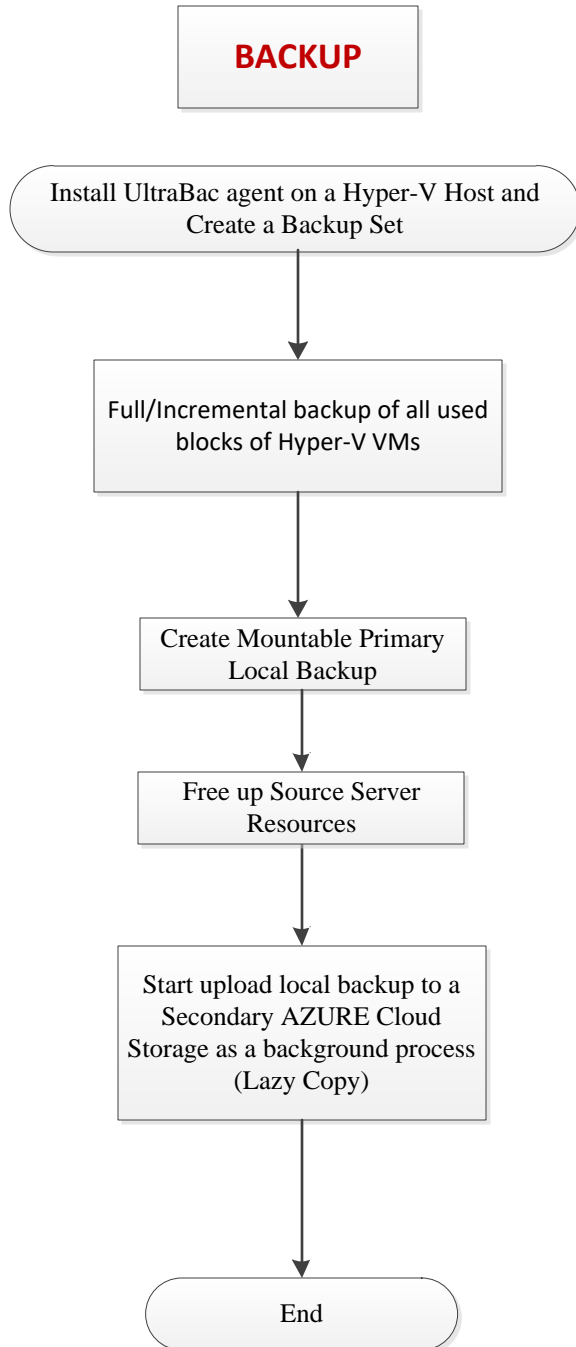 BACKUP
Install UltraBac agent on a Hyper-V Host and
Create a Backup Set
Full/Incremental backup of all used
blocks of Hyper-V VMs
Create Mountable Primary
Local Backup
Free up Source Server
Resources
Start upload local backup to a
Secondary AZURE Cloud
Storage as a background process
(Lazy Copy)
End